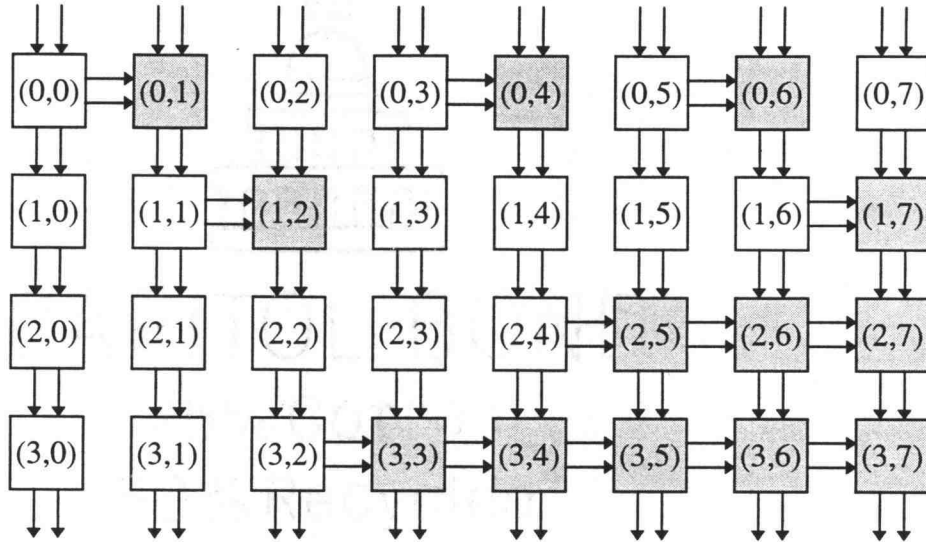 (0,0) (0,1) (0,2) (0,3) (0,4) (0,5) (0,6) (0,7)
(1,0) (1,1) (1,2) (1,3) (1,4) (1,5) (1,6) (1,7)
(2,0) (2,1) (2,2) (2,3) (2,4) (2,5) (2,6) (2,7)
(3,0) (3,1) (3,2) (3,3) (3,4) (3,5) (3,6) (3,7)